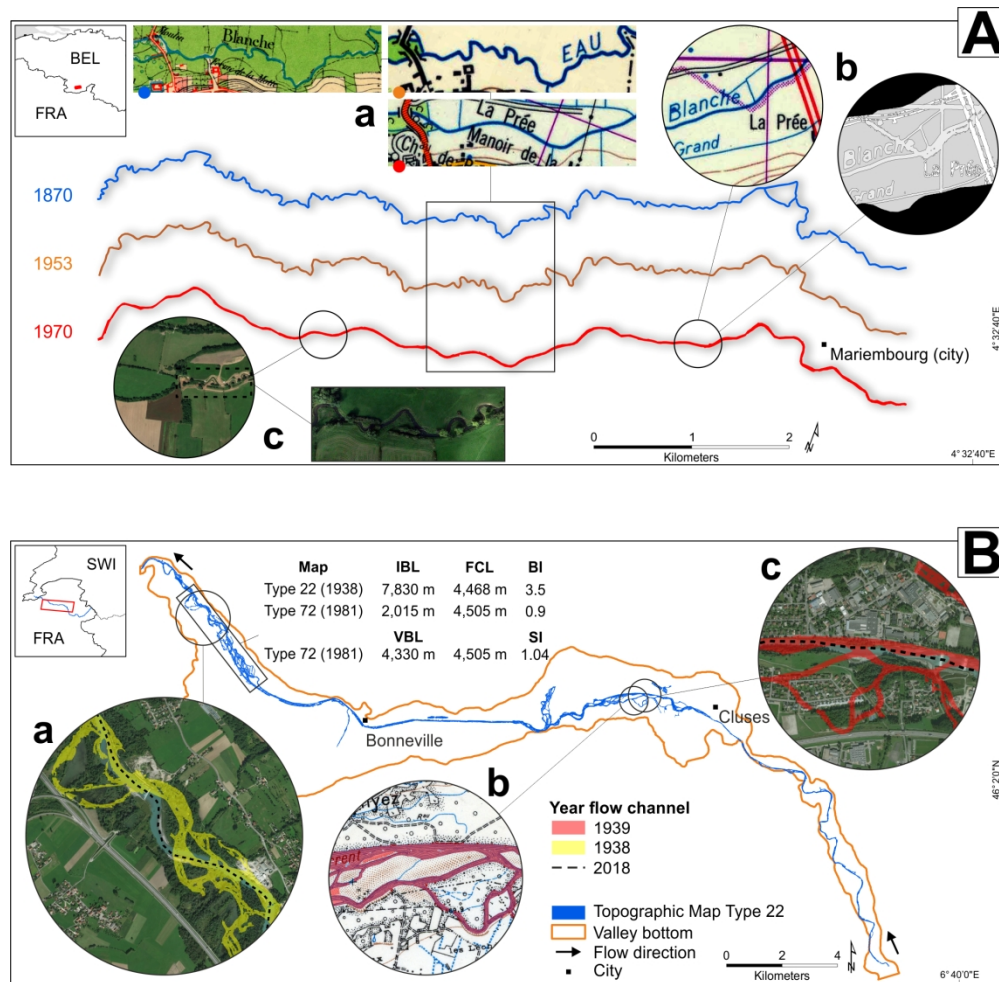 A
BEL
FRA
Blanche
EAU
a
La Prée
Manoir de la
Blanche
La Prée
Grand
b
Blanche
La Prée
Grand
1870
1953
1970
Mariembourg (city)
c
0 1 2
Kilometers
N
4° 32'40"E
4° 32'40"E
B
SWI
FRA
Map IBL FCL BI
Type 22 (1938) 7,830 m 4,468 m 3.5
Type 72 (1981) 2,015 m 4,505 m 0.9
VBL SI
Type 72 (1981) 4,330 m 4,505 m 1.04
c
Bonneville
Cluses
a
b
Year flow channel
1939
1938
2018
Topographic Map Type 22
Valley bottom
Flow direction
City
0 2 4
Kilometers
N
46° 2'0"N
6° 40'0"E